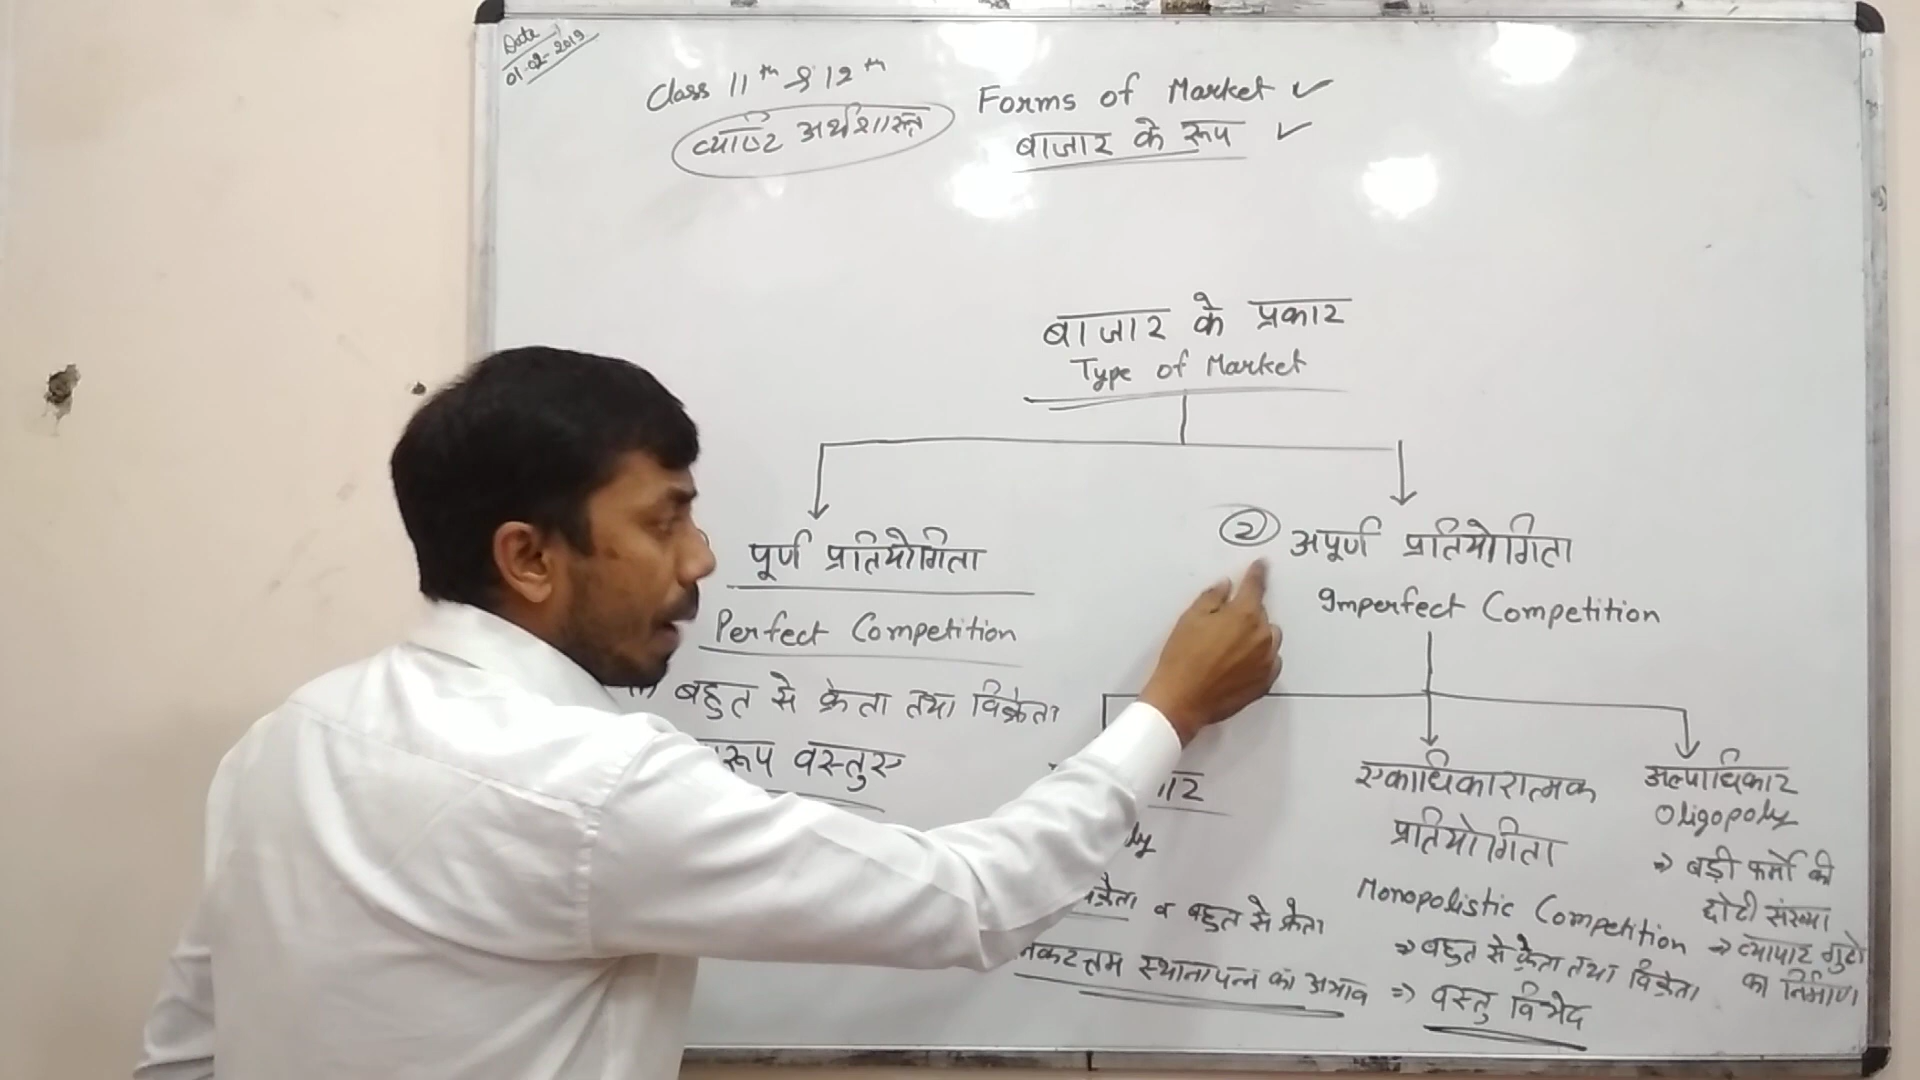 Date
01-02-2019
Class 11th & 12th
व्याष्टि अर्थशास्त्र
Forms of Market ✓
बाजार के रूप ✓
बाजार के प्रकार
Type of Market
पूर्ण प्रतियोगिता
Perfect Competition
बहुत से क्रेता तथा विक्रेता
रूप वस्तुए
② अपूर्ण प्रतियोगिता
Imperfect Competition
व बहुत से क्रेता
स्थानापन्न का अभाव
एकाधिकारात्मक
प्रतियोगिता
Monopolistic Competition
⇒ बहुत से क्रेता तथा विक्रेता
⇒ वस्तु विभेद
अल्पाधिकार
Oligopoly
⇒ बड़ी फर्मो की
छोटी संख्या
⇒ व्यापार गुटो
का निर्माण